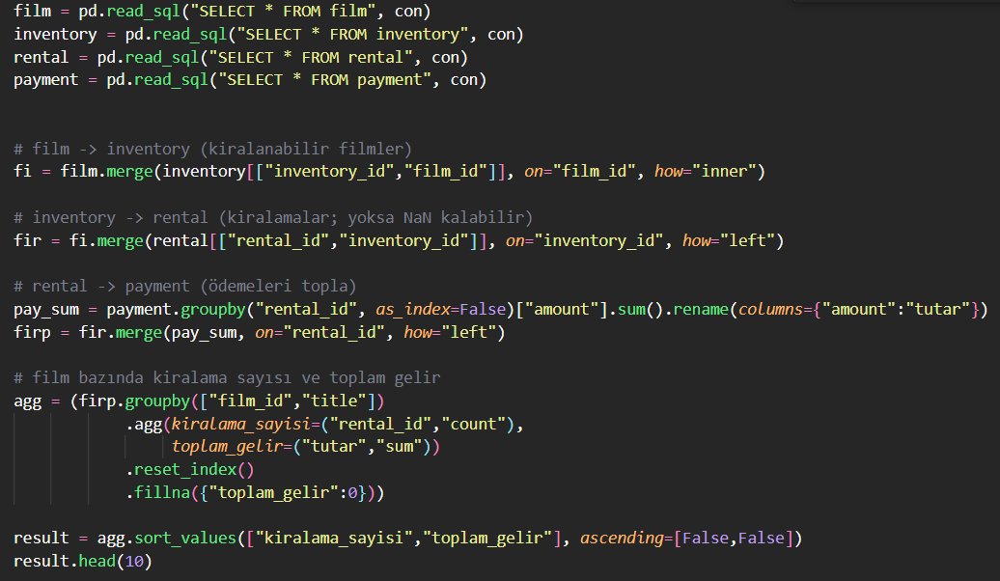 film = pd.read_sql("SELECT * FROM film", con)
inventory = pd.read_sql("SELECT * FROM inventory", con)
rental = pd.read_sql("SELECT * FROM rental", con)
payment = pd.read_sql("SELECT * FROM payment", con)
# film -> inventory (kiralanabilir filmler)
fi = film.merge(inventory[["inventory_id","film_id"]], on="film_id", how="inner")
# inventory -> rental (kiralamalar; yoksa NaN kalabilir)
fir = fi.merge(rental[["rental_id","inventory_id"]], on="inventory_id", how="left")
# rental -> payment (ödemeleri topla)
pay_sum = payment.groupby("rental_id", as_index=False)["amount"].sum().rename(columns={"amount":"tutar"})
firp = fir.merge(pay_sum, on="rental_id", how="left")
# film bazında kiralama sayısı ve toplam gelir
agg = (firp.groupby(["film_id","title"])
.agg(kiralama_sayisi=("rental_id","count"),
toplam_gelir=("tutar","sum"))
.reset_index()
.fillna({"toplam_gelir":0}))
result = agg.sort_values(["kiralama_sayisi","toplam_gelir"], ascending=[False,False])
result.head(10)